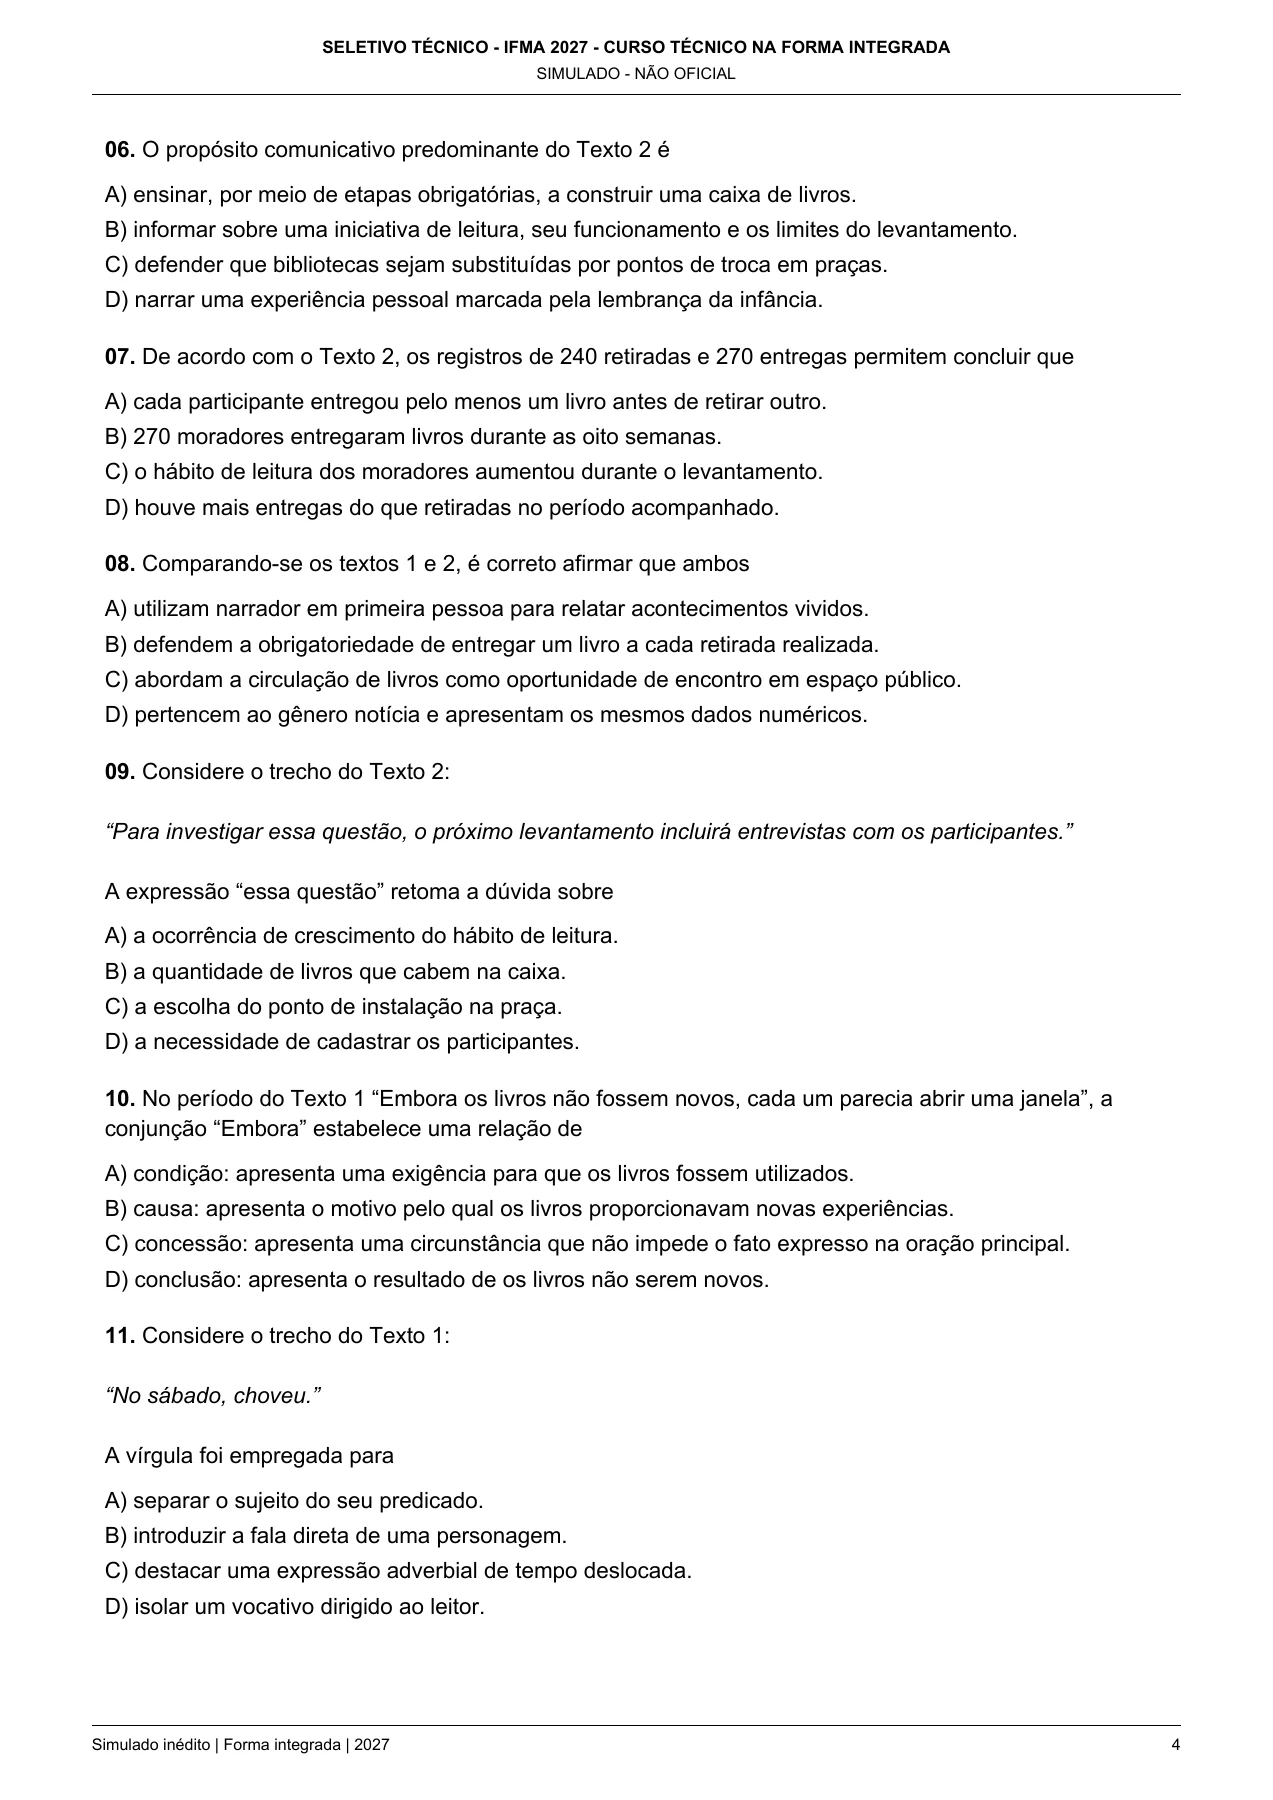 SELETIVO TÉCNICO - IFMA 2027 - CURSO TÉCNICO NA FORMA INTEGRADA
SIMULADO - NÃO OFICIAL
06. O propósito comunicativo predominante do Texto 2 é
A) ensinar, por meio de etapas obrigatórias, a construir uma caixa de livros.
B) informar sobre uma iniciativa de leitura, seu funcionamento e os limites do levantamento.
C) defender que bibliotecas sejam substituídas por pontos de troca em praças.
D) narrar uma experiência pessoal marcada pela lembrança da infância.
07. De acordo com o Texto 2, os registros de 240 retiradas e 270 entregas permitem concluir que
A) cada participante entregou pelo menos um livro antes de retirar outro.
B) 270 moradores entregaram livros durante as oito semanas.
C) o hábito de leitura dos moradores aumentou durante o levantamento.
D) houve mais entregas do que retiradas no período acompanhado.
08. Comparando-se os textos 1 e 2, é correto afirmar que ambos
A) utilizam narrador em primeira pessoa para relatar acontecimentos vividos.
B) defendem a obrigatoriedade de entregar um livro a cada retirada realizada.
C) abordam a circulação de livros como oportunidade de encontro em espaço público.
D) pertencem ao gênero notícia e apresentam os mesmos dados numéricos.
09. Considere o trecho do Texto 2:
“Para investigar essa questão, o próximo levantamento incluirá entrevistas com os participantes.”
A expressão “essa questão” retoma a dúvida sobre
A) a ocorrência de crescimento do hábito de leitura.
B) a quantidade de livros que cabem na caixa.
C) a escolha do ponto de instalação na praça.
D) a necessidade de cadastrar os participantes.
10. No período do Texto 1 “Embora os livros não fossem novos, cada um parecia abrir uma janela”, a
conjunção “Embora” estabelece uma relação de
A) condição: apresenta uma exigência para que os livros fossem utilizados.
B) causa: apresenta o motivo pelo qual os livros proporcionavam novas experiências.
C) concessão: apresenta uma circunstância que não impede o fato expresso na oração principal.
D) conclusão: apresenta o resultado de os livros não serem novos.
11. Considere o trecho do Texto 1:
“No sábado, choveu.”
A vírgula foi empregada para
A) separar o sujeito do seu predicado.
B) introduzir a fala direta de uma personagem.
C) destacar uma expressão adverbial de tempo deslocada.
D) isolar um vocativo dirigido ao leitor.
Simulado inédito | Forma integrada | 2027
4